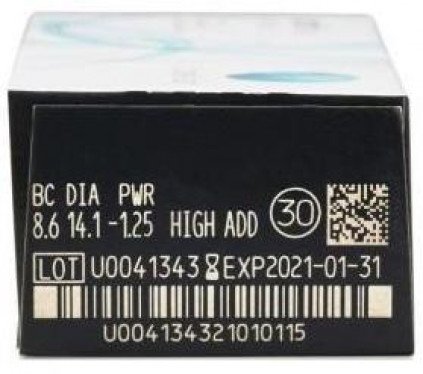 BC DIA PWR
8.6 14.1 -1.25 HIGH ADD 30
LOT U0041343 EXP2021-01-31
U004134321010115